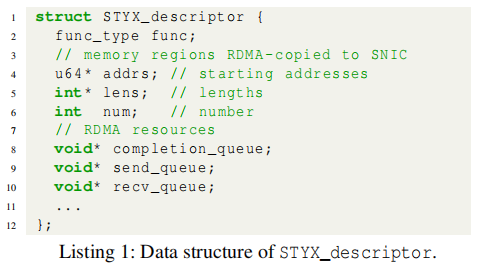 1 struct STYX_descriptor {
2 func_type func;
3 // memory regions RDMA-copied to SNIC
4 u64* addrs; // starting addresses
5 int* lens; // lengths
6 int num; // number
7 // RDMA resources
8 void* completion_queue;
9 void* send_queue;
10 void* recv_queue;
11 ...
12 };
Listing 1: Data structure of STYX_descriptor.